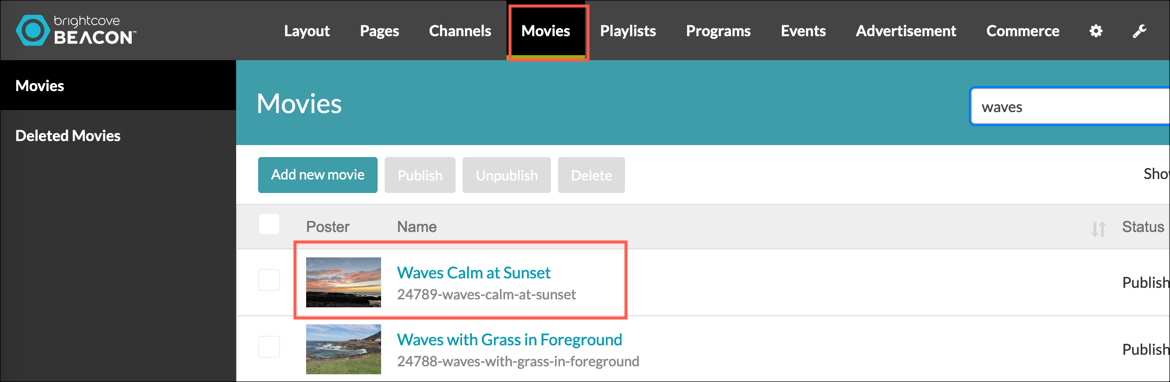 brightcove
BEACON™
Layout Pages Channels Movies Playlists Programs Events Advertisement Commerce
Movies
Deleted Movies
Movies
waves
Add new movie Publish Unpublish Delete
Sho
Poster Name Status
Waves Calm at Sunset
24789-waves-calm-at-sunset
Publish
Waves with Grass in Foreground
24788-waves-with-grass-in-foreground
Publish